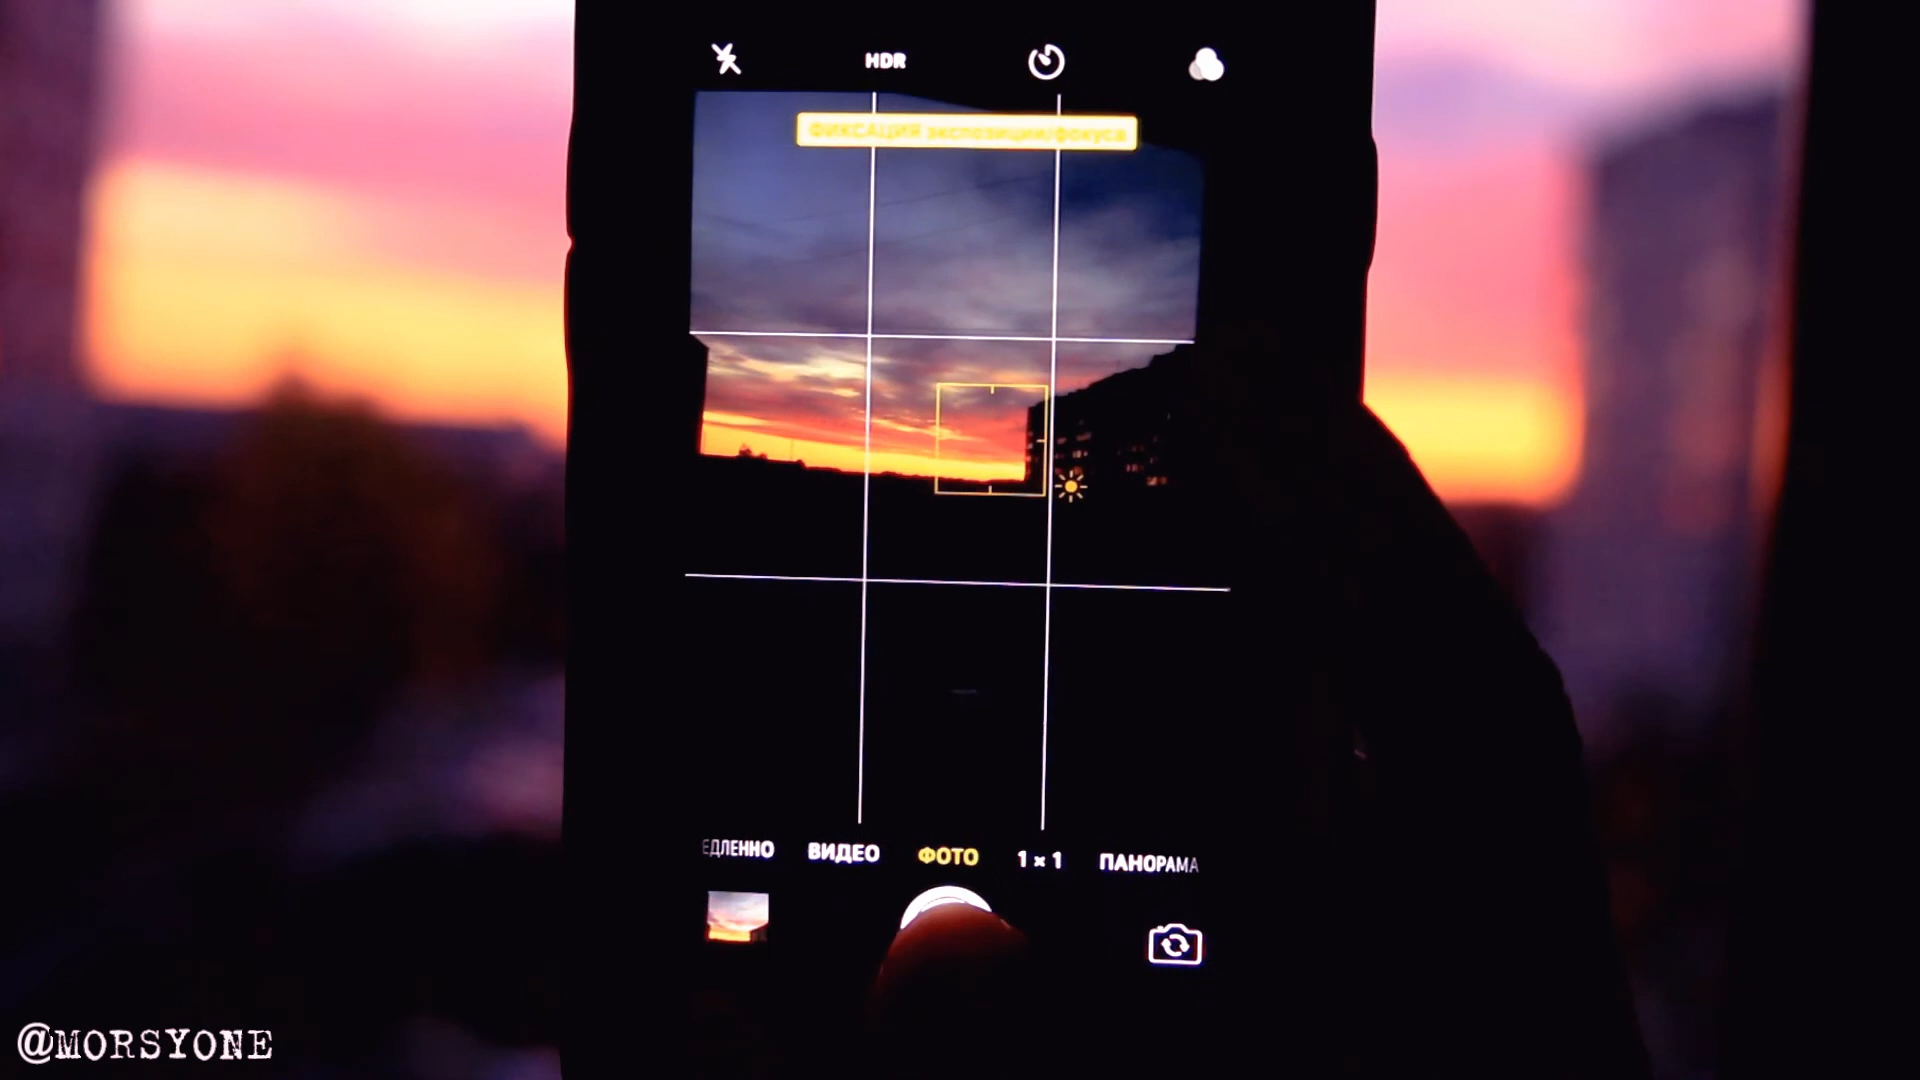 HDR
ФИКСАЦИЯ экспозиции/фокуса
ЕДЛЕННО ВИДЕО ФОТО 1 × 1 ПАНОРАМА
@MORSYONE